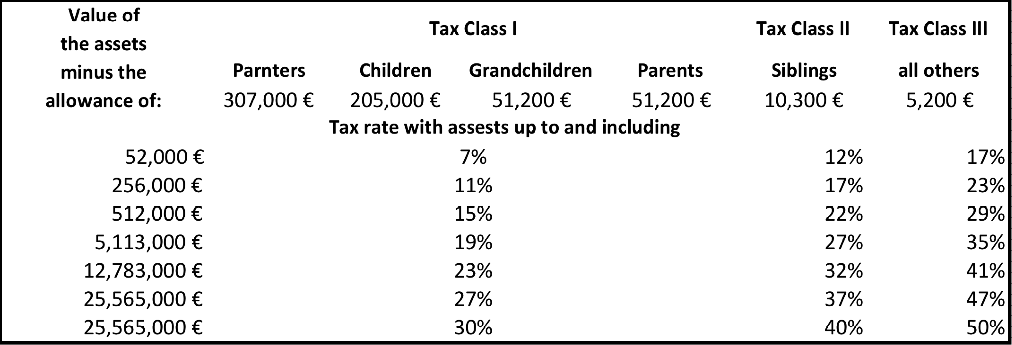 Value of
the assets
minus the
allowance of:
Tax Class I Tax Class II Tax Class III
Parnters Children Grandchildren Parents Siblings all others
307,000 € 205,000 € 51,200 € 51,200 € 10,300 € 5,200 €
Tax rate with assests up to and including
52,000 € 7% 12% 17%
256,000 € 11% 17% 23%
512,000 € 15% 22% 29%
5,113,000 € 19% 27% 35%
12,783,000 € 23% 32% 41%
25,565,000 € 27% 37% 47%
25,565,000 € 30% 40% 50%